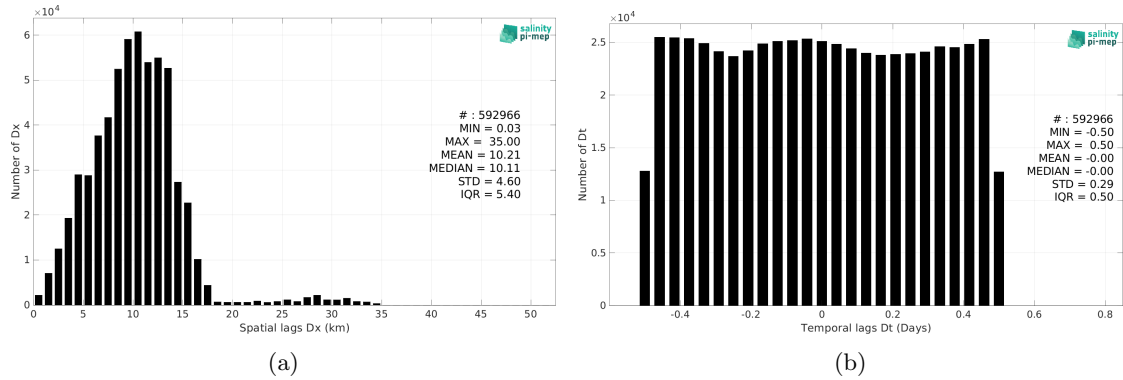 ×10^4
6
5
4
3
2
1
0
Number of Dx
salinity
pi-mep
# : 592966
MIN = 0.03
MAX = 35.00
MEAN = 10.21
MEDIAN = 10.11
STD = 4.60
IQR = 5.40
0 5 10 15 20 25 30 35 40 45 50
Spatial lags Dx (km)
(a)
×10^4
2.5
2
1.5
1
0.5
0
Number of Dt
salinity
pi-mep
# : 592966
MIN = -0.50
MAX = 0.50
MEAN = -0.00
MEDIAN = -0.00
STD = 0.29
IQR = 0.50
-0.4 -0.2 0 0.2 0.4 0.6 0.8
Temporal lags Dt (Days)
(b)